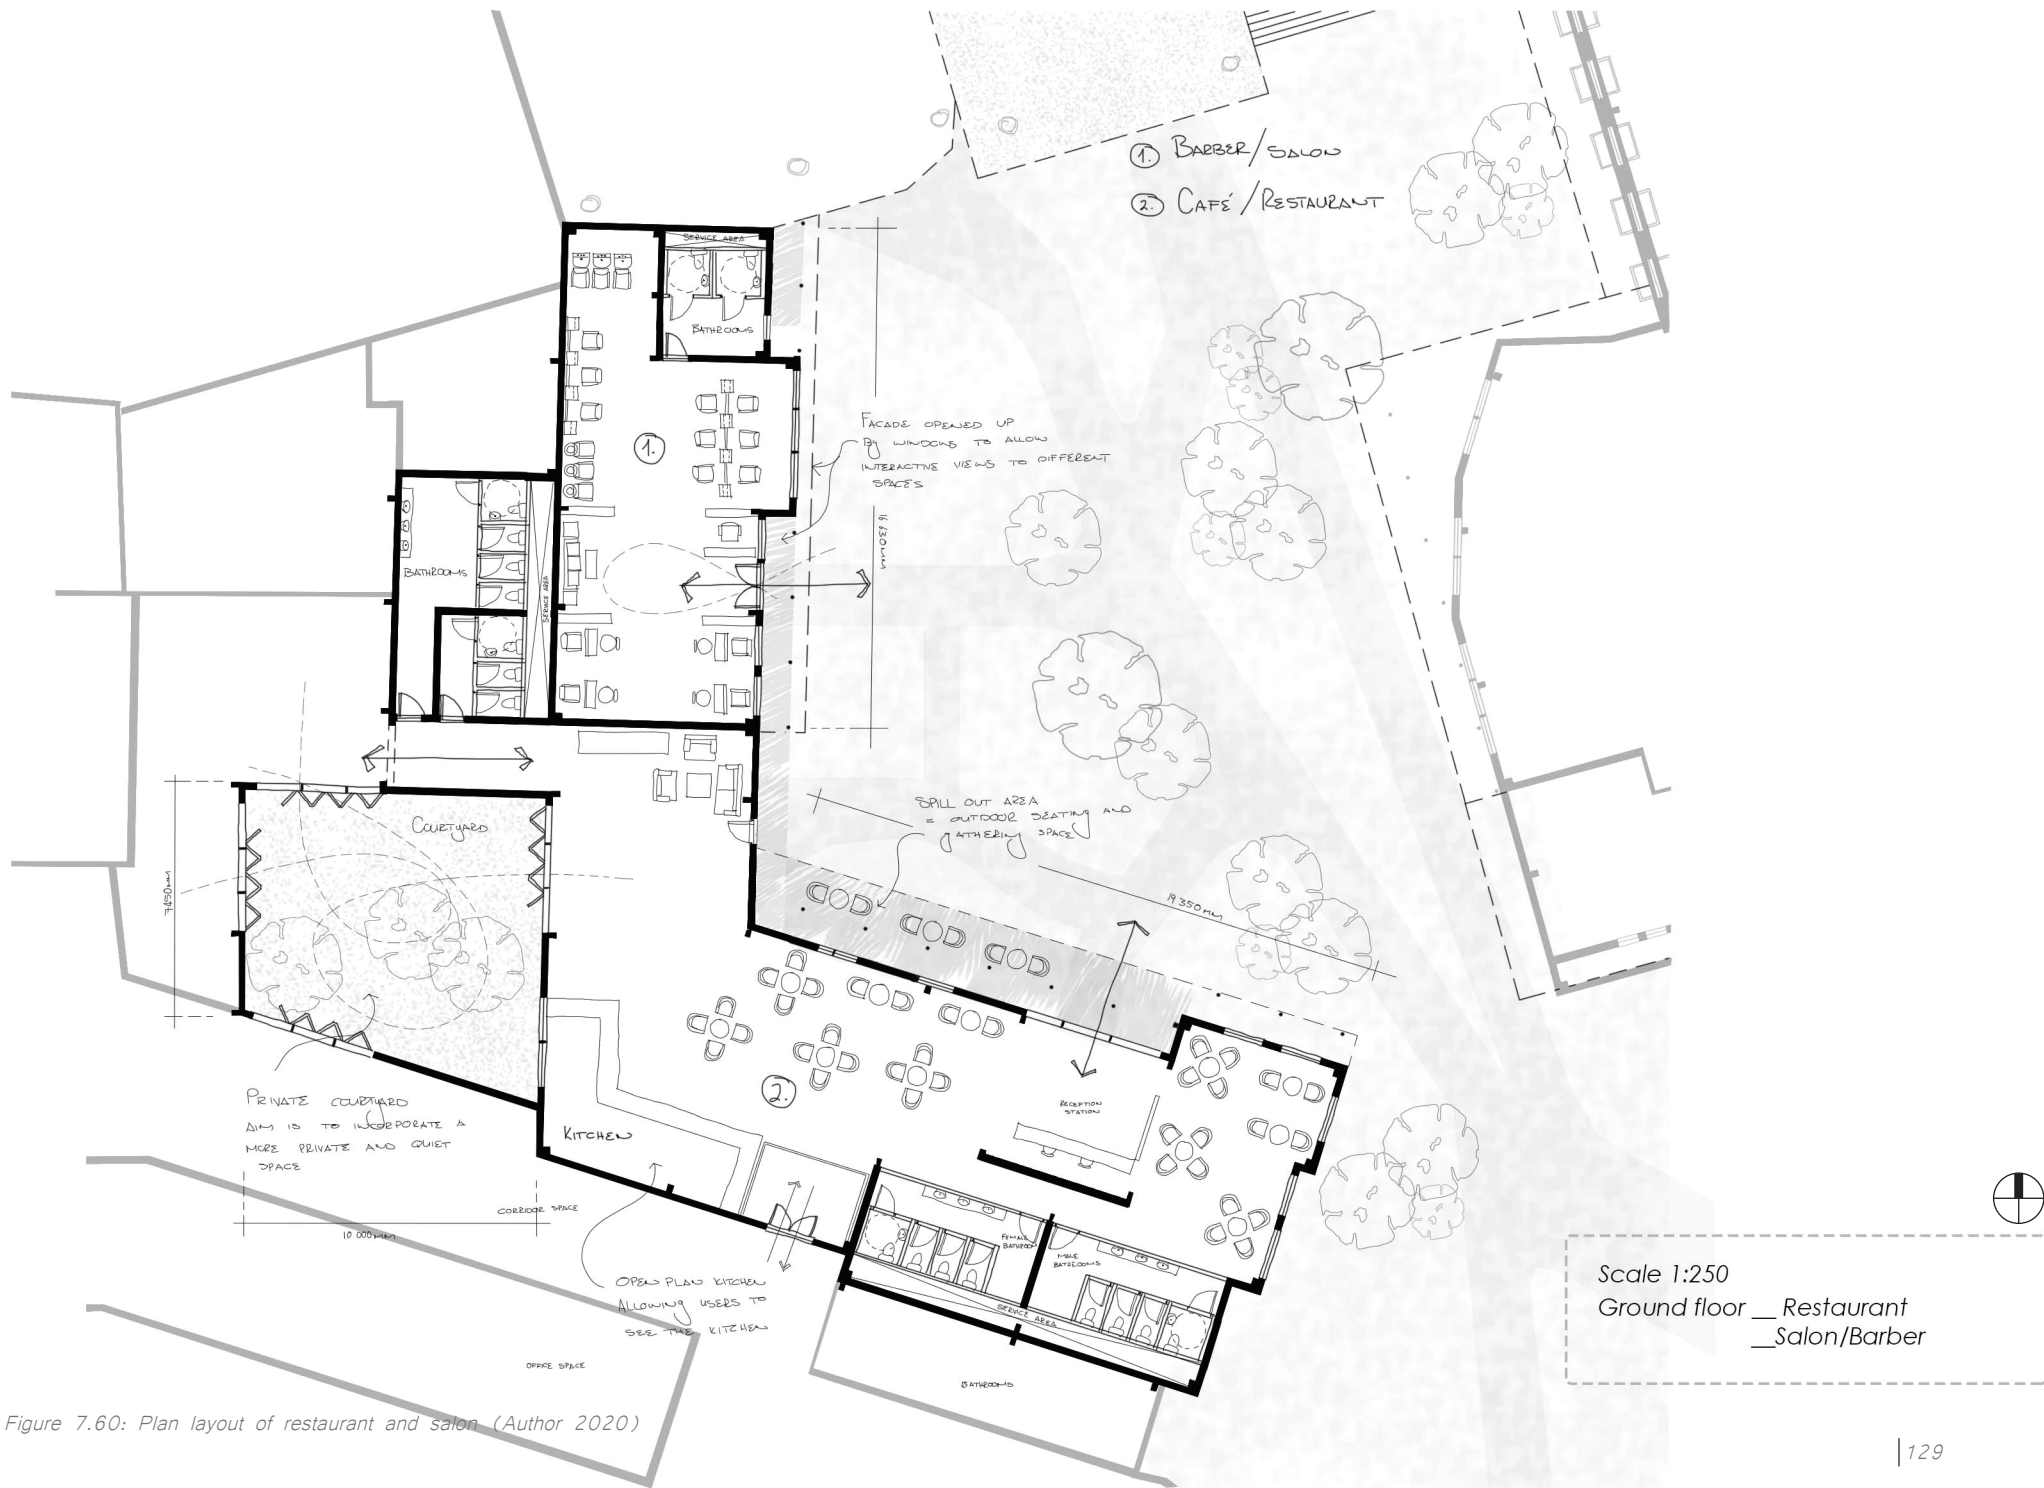 1. BARBER/SALON
2. CAFÉ/RESTAURANT
SERVICE AREA
BATHROOMS
1.
FACADE OPENED UP
By WINDOWS TO ALLOW
INTERACTIVE VIEWS TO DIFFERENT
SPACES
16 630mm
BATHROOMS
SERVICE AREA
COURTyARD
7450mm
SPILL OUT AREA
= OUTDOOR SEATING AND
gATHERINg SPACE
19 350mm
PRIVATE COURTyARD
AIM IS TO INCORPORATE A
MORE PRIVATE AND QUIET
SPACE
2.
KITCHEN
RECEPTION
STATION
CORRIDOR SPACE
10 000mm
FEMALE
BATHROOM
MALE
BATHROOMS
SERVICE AREA
OPEN PLAN KITCHEN
ALLOWINg USERS TO
SEE THE KITCHEN
OFFICE SPACE
BATHROOMS
Scale 1:250
Ground floor __Restaurant
__Salon/Barber
Figure 7.60: Plan layout of restaurant and salon (Author 2020)
129